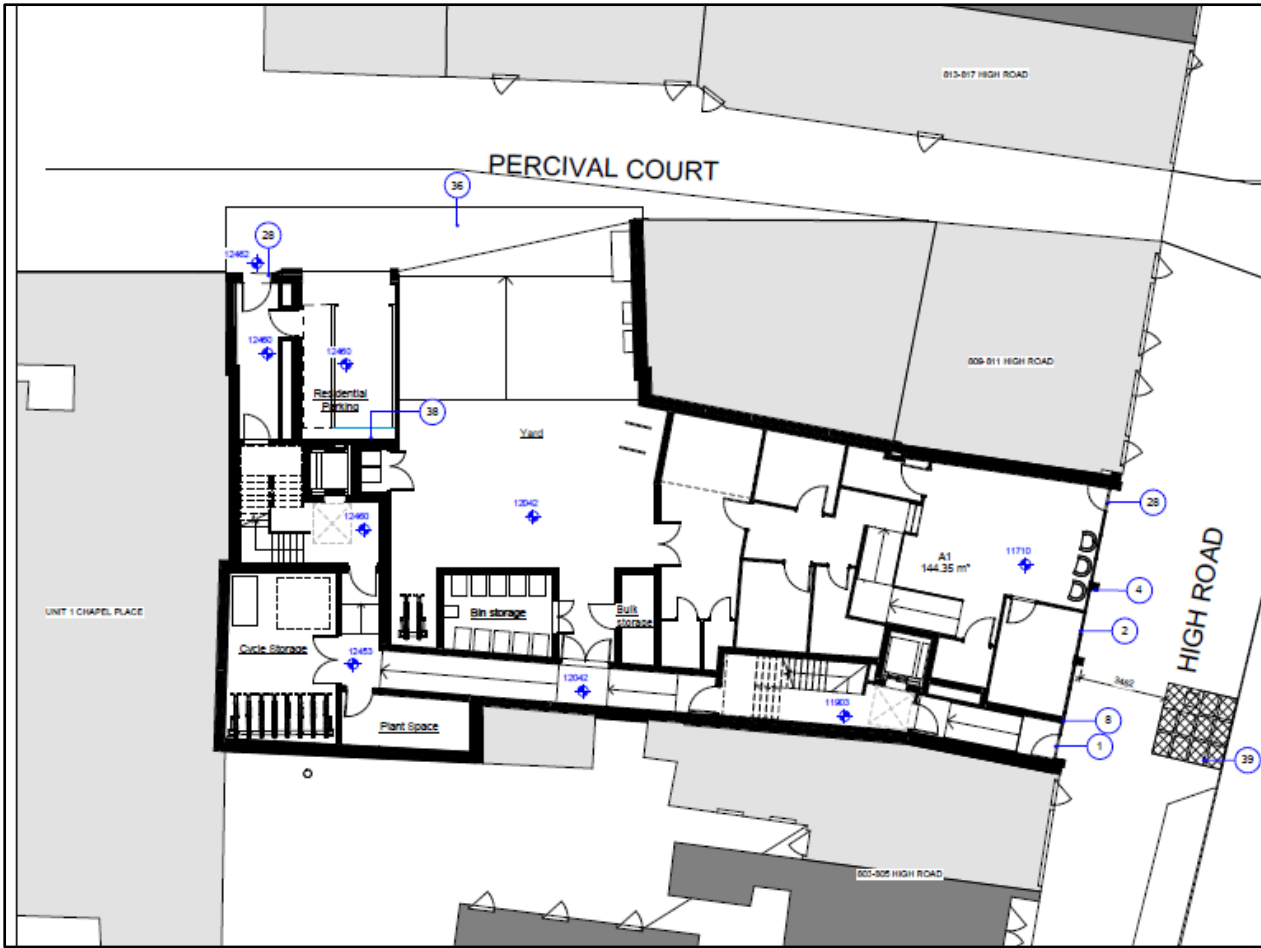 813-817 HIGH ROAD
PERCIVAL COURT
36
28
12462
12460
12460
809-811 HIGH ROAD
Residential
Parking
38
Yard
28
12042
12460
A1
144.35 m²
11710
HIGH ROAD
4
UNIT 1 CHAPEL PLACE
Bin storage
Bulk
storage
2
Cycle Storage
12453
3462
12042
11903
8
Plant Space
1
39
803-805 HIGH ROAD